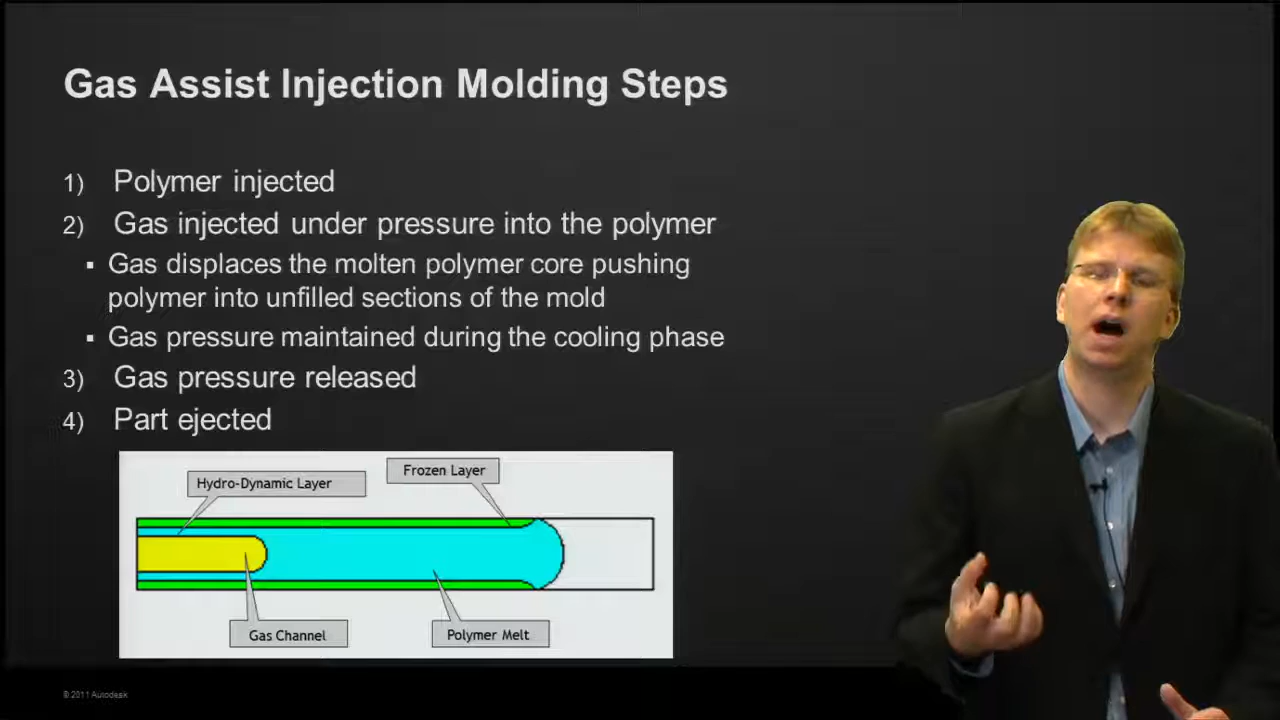 Gas Assist Injection Molding Steps
1) Polymer injected
2) Gas injected under pressure into the polymer
▪ Gas displaces the molten polymer core pushing
polymer into unfilled sections of the mold
▪ Gas pressure maintained during the cooling phase
3) Gas pressure released
4) Part ejected
Frozen Layer
Hydro-Dynamic Layer
Gas Channel
Polymer Melt
© 2011 Autodesk